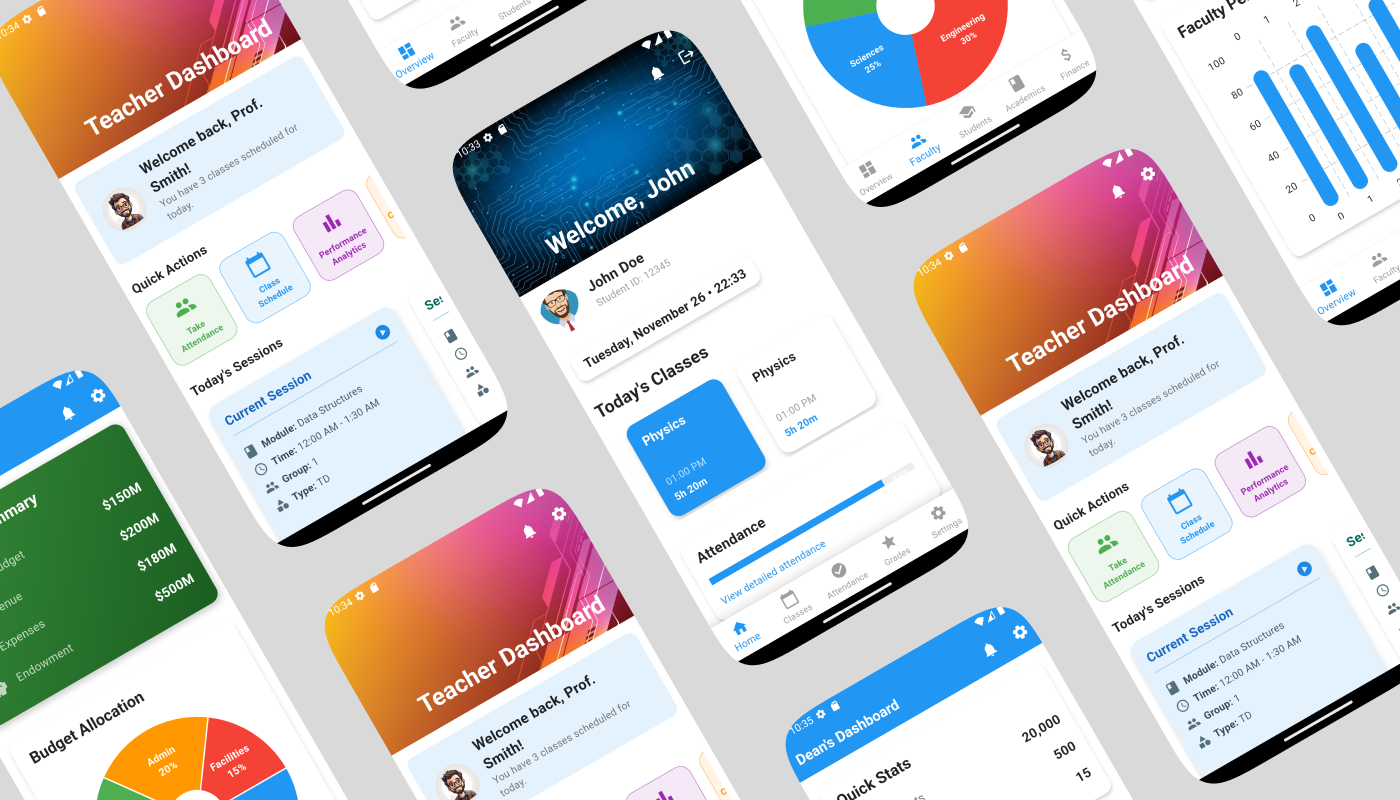 10:34
Teacher Dashboard
Welcome back, Prof.
Smith!
You have 3 classes scheduled for
today.
Quick Actions
Take
Attendance
Class
Schedule
Performance
Analytics
C
Today's Sessions
Current Session
Module: Data Structures
Time: 12:00 AM - 1:30 AM
Group: 1
Type: TD
Ses
Overview
Faculty
Students
10:33
Welcome, John
John Doe
Student ID: 12345
Tuesday, November 26 • 22:33
Today's Classes
Physics
01:00 PM
5h 20m
Physics
01:00 PM
5h 20m
Attendance
View detailed attendance
Home
Classes
Attendance
Grades
Settings
Sciences
25%
Engineering
30%
Overview
Faculty
Students
Academics
Finance
Faculty Pe
0
1
2
100
80
60
40
20
0
0
1
Overview
Faculty
10:34
Teacher Dashboard
Welcome back, Prof.
Smith!
You have 3 classes scheduled for
today.
Quick Actions
Take
Attendance
Class
Schedule
Performance
Analytics
C
Today's Sessions
Current Session
Module: Data Structures
Time: 12:00 AM - 1:30 AM
Group: 1
Type: TD
Ses
mmary
udget
$150M
enue
$200M
Expenses
$180M
Endowment
$500M
Budget Allocation
Admin
20%
Facilities
15%
10:34
Teacher Dashboard
Welcome back, Prof.
Smith!
You have 3 classes scheduled for
today.
Performance
Analytics
10:35
Dean's Dashboard
Quick Stats
20,000
500
15